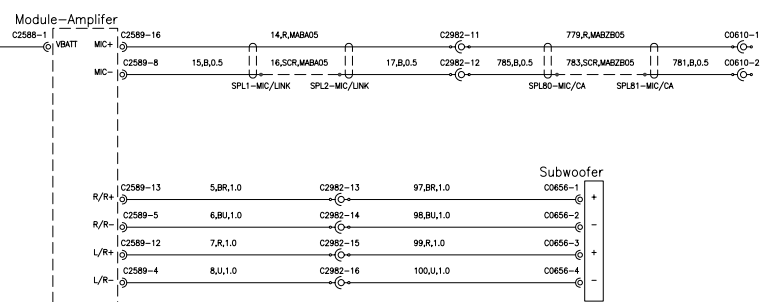 Module-Amplifer
C2588-1 C2589-16 14,R,MABA05 C2982-11 779,R,MABZB05 C0610-1
VBATT MIC+
MIC- C2589-8 15,B,0.5 16,SCR,MABA05 17,B,0.5 C2982-12 785,B,0.5 783,SCR,MABZB05 781,B,0.5 C0610-2
SPL1-MIC/LINK SPL2-MIC/LINK SPL80-MIC/CA SPL81-MIC/CA
Subwoofer
R/R+ C2589-13 5,BR,1.0 C2982-13 97,BR,1.0 C0656-1 +
R/R- C2589-5 6,BU,1.0 C2982-14 98,BU,1.0 C0656-2 -
L/R+ C2589-12 7,R,1.0 C2982-15 99,R,1.0 C0656-3 +
L/R- C2589-4 8,U,1.0 C2982-16 100,U,1.0 C0656-4 -